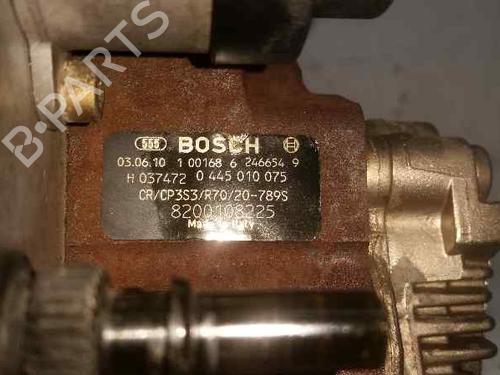 B-PARTS
555 BOSCH
03.06.10 1 00168 6 246654 9
H 037472 0 445 010 075
CR/CP3S3/R70/20-789S
8200108225
Made in Italy